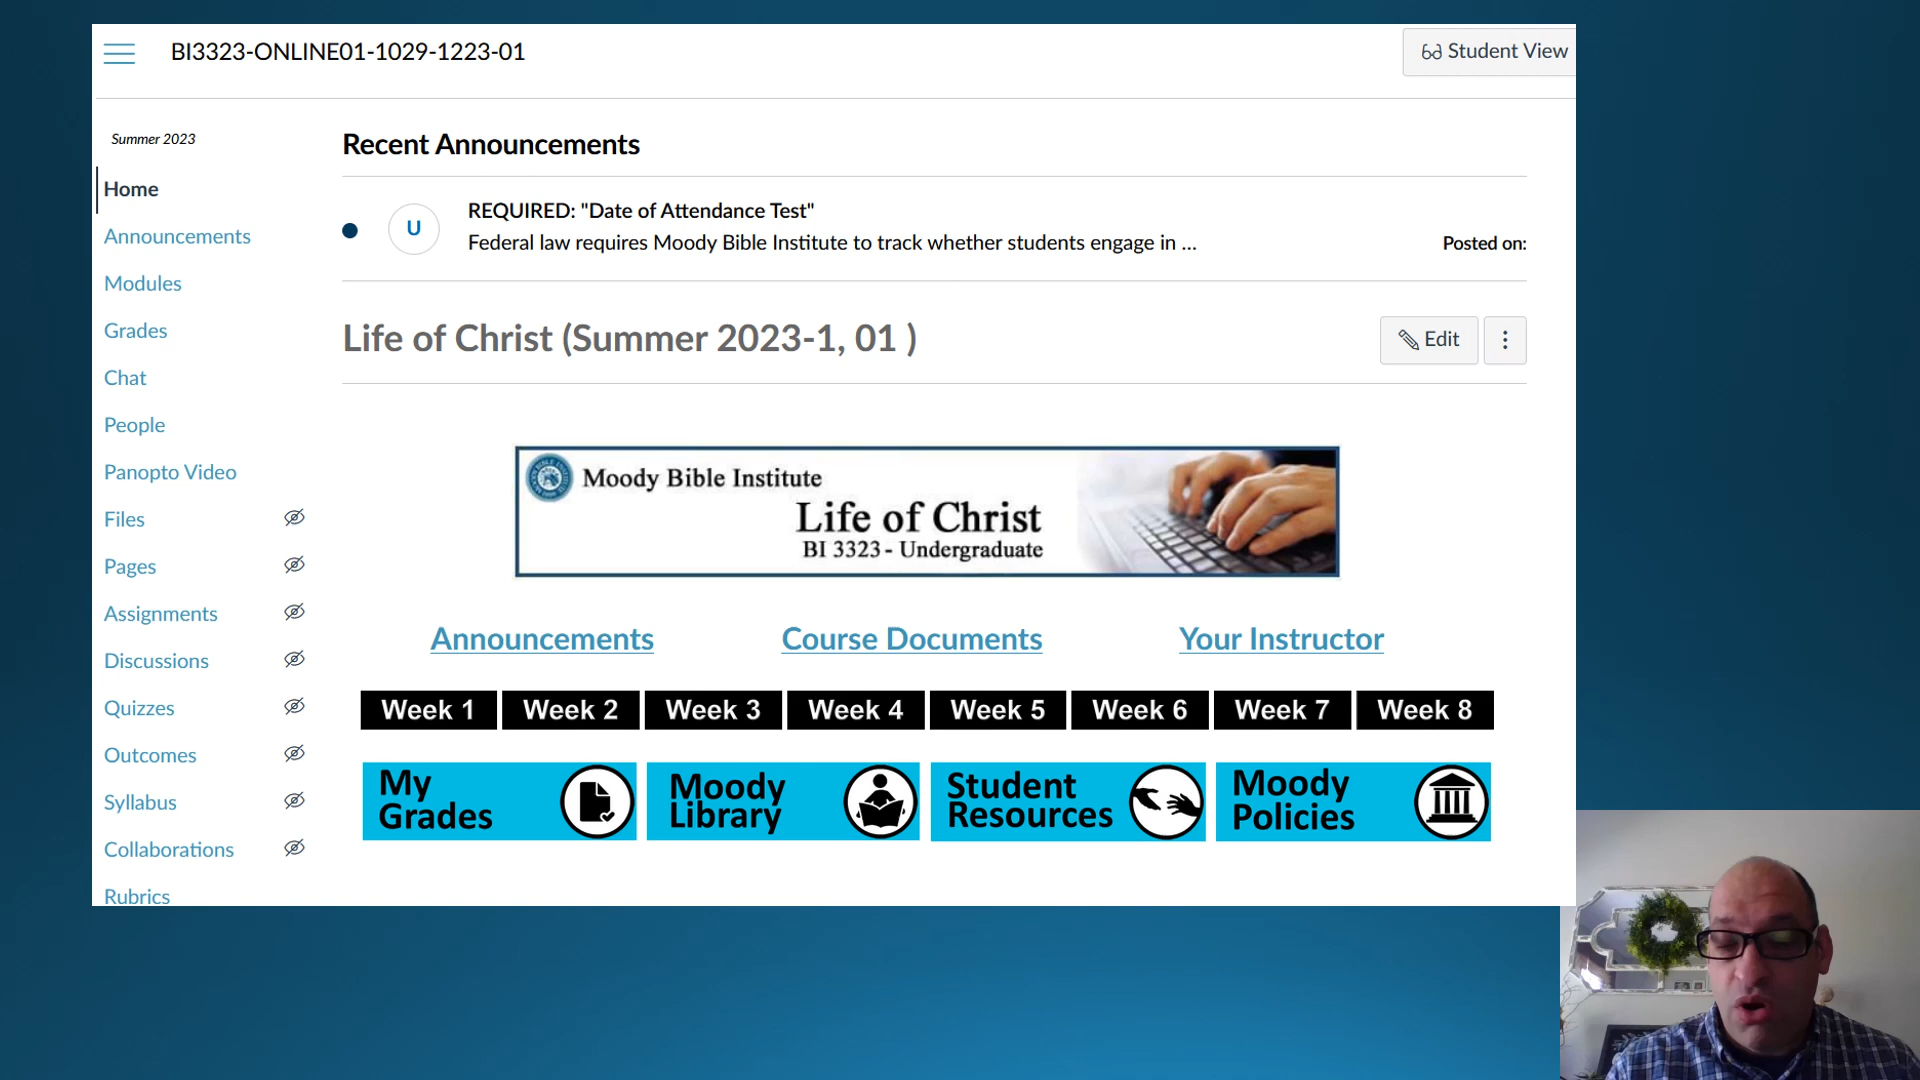 BI3323-ONLINE01-1029-1223-01
Student View
Summer 2023
Home
Announcements
Modules
Grades
Chat
People
Panopto Video
Files
Pages
Assignments
Discussions
Quizzes
Outcomes
Syllabus
Collaborations
Rubrics
Recent Announcements
U
REQUIRED: "Date of Attendance Test"
Federal law requires Moody Bible Institute to track whether students engage in ...
Posted on:
Life of Christ (Summer 2023-1, 01 )
Edit
Moody Bible Institute
Life of Christ
BI 3323 - Undergraduate
Announcements Course Documents Your Instructor
Week 1 Week 2 Week 3 Week 4 Week 5 Week 6 Week 7 Week 8
My
Grades
Moody
Library
Student
Resources
Moody
Policies